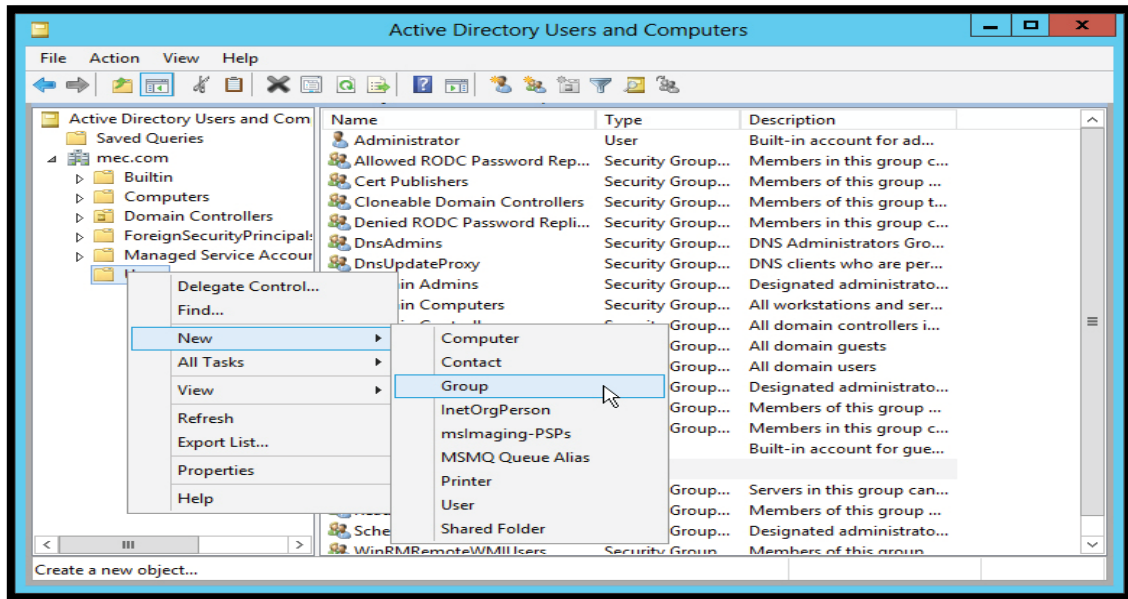 Active Directory Users and Computers
File Action View Help
Active Directory Users and Com
Saved Queries
mec.com
Builtin
Computers
Domain Controllers
ForeignSecurityPrincipals
Managed Service Accour
Name Type Description
Administrator User Built-in account for ad...
Allowed RODC Password Rep... Security Group... Members in this group c...
Cert Publishers Security Group... Members of this group ...
Cloneable Domain Controllers Security Group... Members of this group t...
Denied RODC Password Repli... Security Group... Members in this group c...
DnsAdmins Security Group... DNS Administrators Gro...
DnsUpdateProxy Security Group... DNS clients who are per...
in Admins Security Group... Designated administrato...
in Computers Security Group... All workstations and ser...
Group... All domain controllers i...
Group... All domain guests
Group... All domain users
Group... Designated administrato...
Group... Members of this group ...
Group... Members in this group c...
Built-in account for gue...
Group... Servers in this group can...
Group... Members of this group ...
Sche Group... Designated administrato...
WinRMRemoteWMIUsers Security Group Members of this group
Delegate Control...
Find...
New
All Tasks
View
Refresh
Export List...
Properties
Help
Computer
Contact
Group
InetOrgPerson
msImaging-PSPs
MSMQ Queue Alias
Printer
User
Shared Folder
Create a new object...